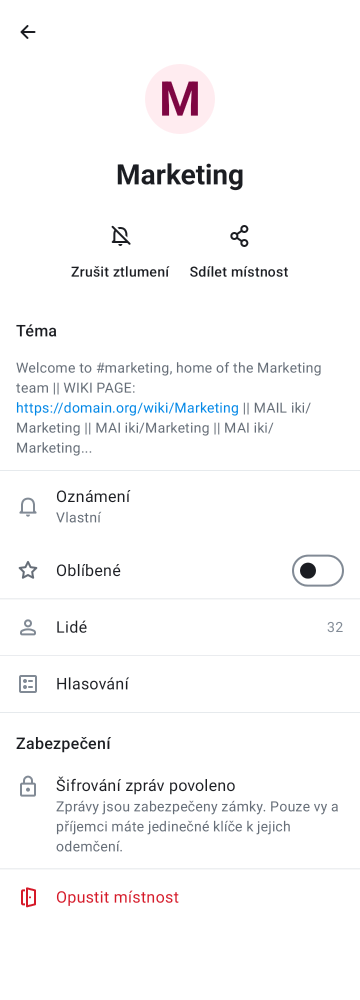 M
Marketing
Zrušit ztlumení
Sdílet místnost
Téma
Welcome to #marketing, home of the Marketing
team || WIKI PAGE:
https://domain.org/wiki/Marketing || MAIL iki/
Marketing || MAI iki/Marketing || MAI iki/
Marketing...
Oznámení
Vlastní
Oblíbené
Lidé 32
Hlasování
Zabezpečení
Šifrování zpráv povoleno
Zprávy jsou zabezpečeny zámky. Pouze vy a
příjemci máte jedinečné klíče k jejich
odemčení.
Opustit místnost